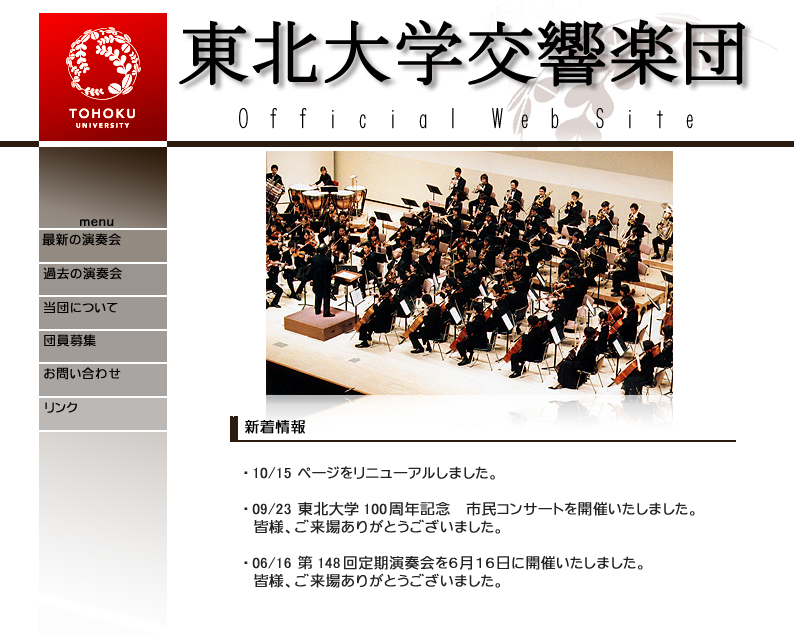 東北大学交響楽団
TOHOKU
UNIVERSITY
Official Web Site
menu
最新の演奏会
過去の演奏会
当団について
団員募集
お問い合わせ
リンク
新着情報
・10/15 ページをリニューアルしました。
・09/23 東北大学100周年記念　市民コンサートを開催いたしました。
皆様、ご来場ありがとうございました。
・06/16 第148回定期演奏会を６月１６日に開催いたしました。
皆様、ご来場ありがとうございました。